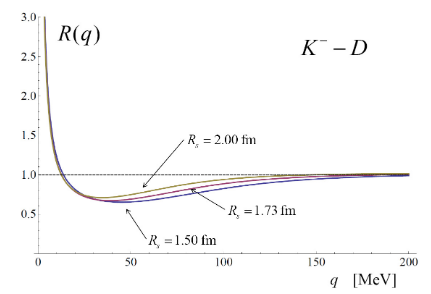 3.0
R(q)
K⁻ – D
2.5
2.0
R_s = 2.00 fm
1.5
1.0
R_s = 1.73 fm
0.5
R_s = 1.50 fm
0 50 100 150 200
q [MeV]